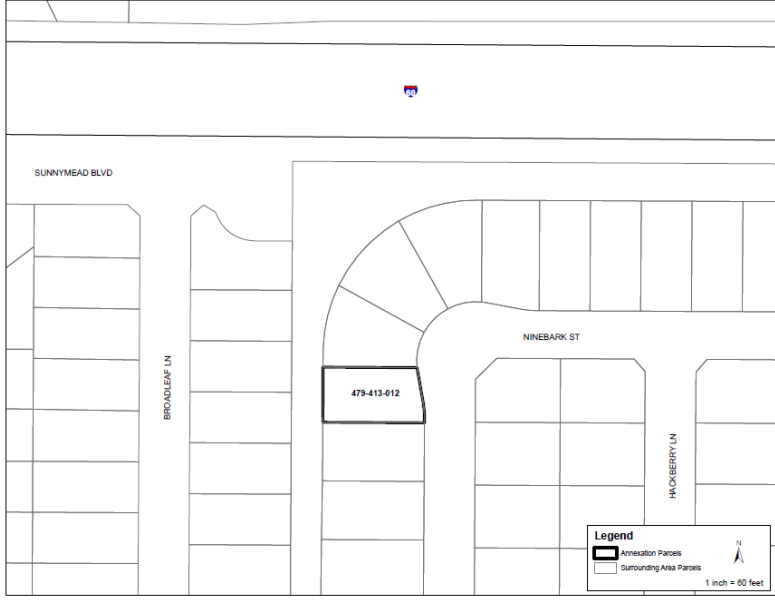 60
SUNNYMEAD BLVD
NINEBARK ST
BROADLEAF LN
479-413-012
HACKBERRY LN
Legend
Annexation Parcels
Surrounding Area Parcels
N
1 inch = 60 feet